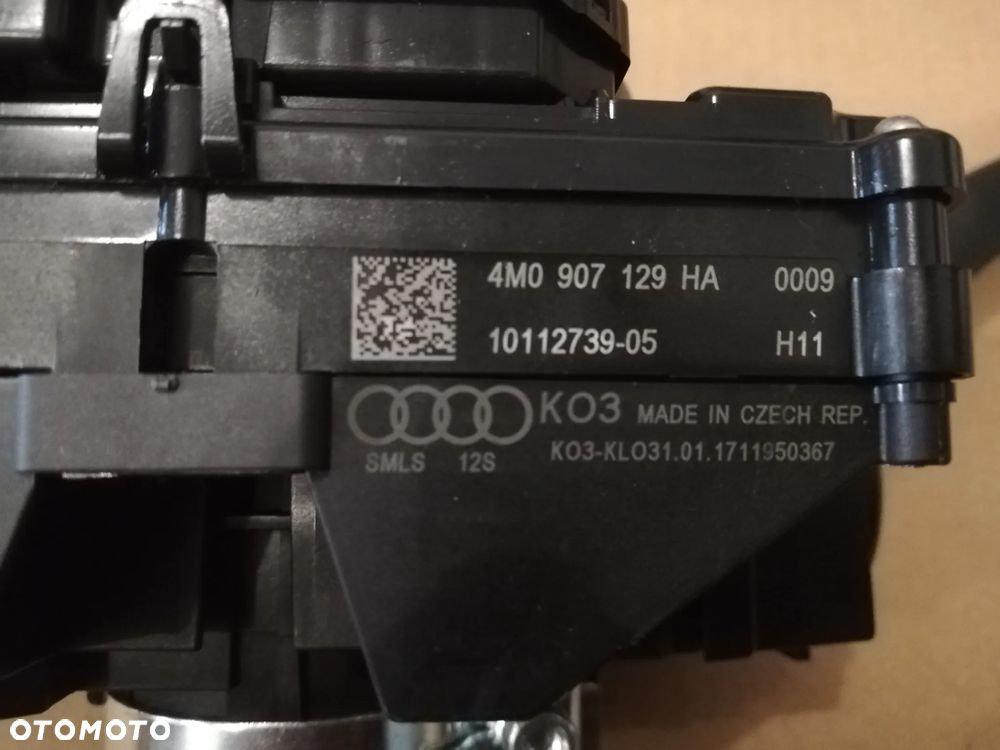 4M0 907 129 HA 0009
10112739-05 H11
KO3 MADE IN CZECH REP.
SMLS 12S KO3-KLO31.01.1711950367
OTOMOTO